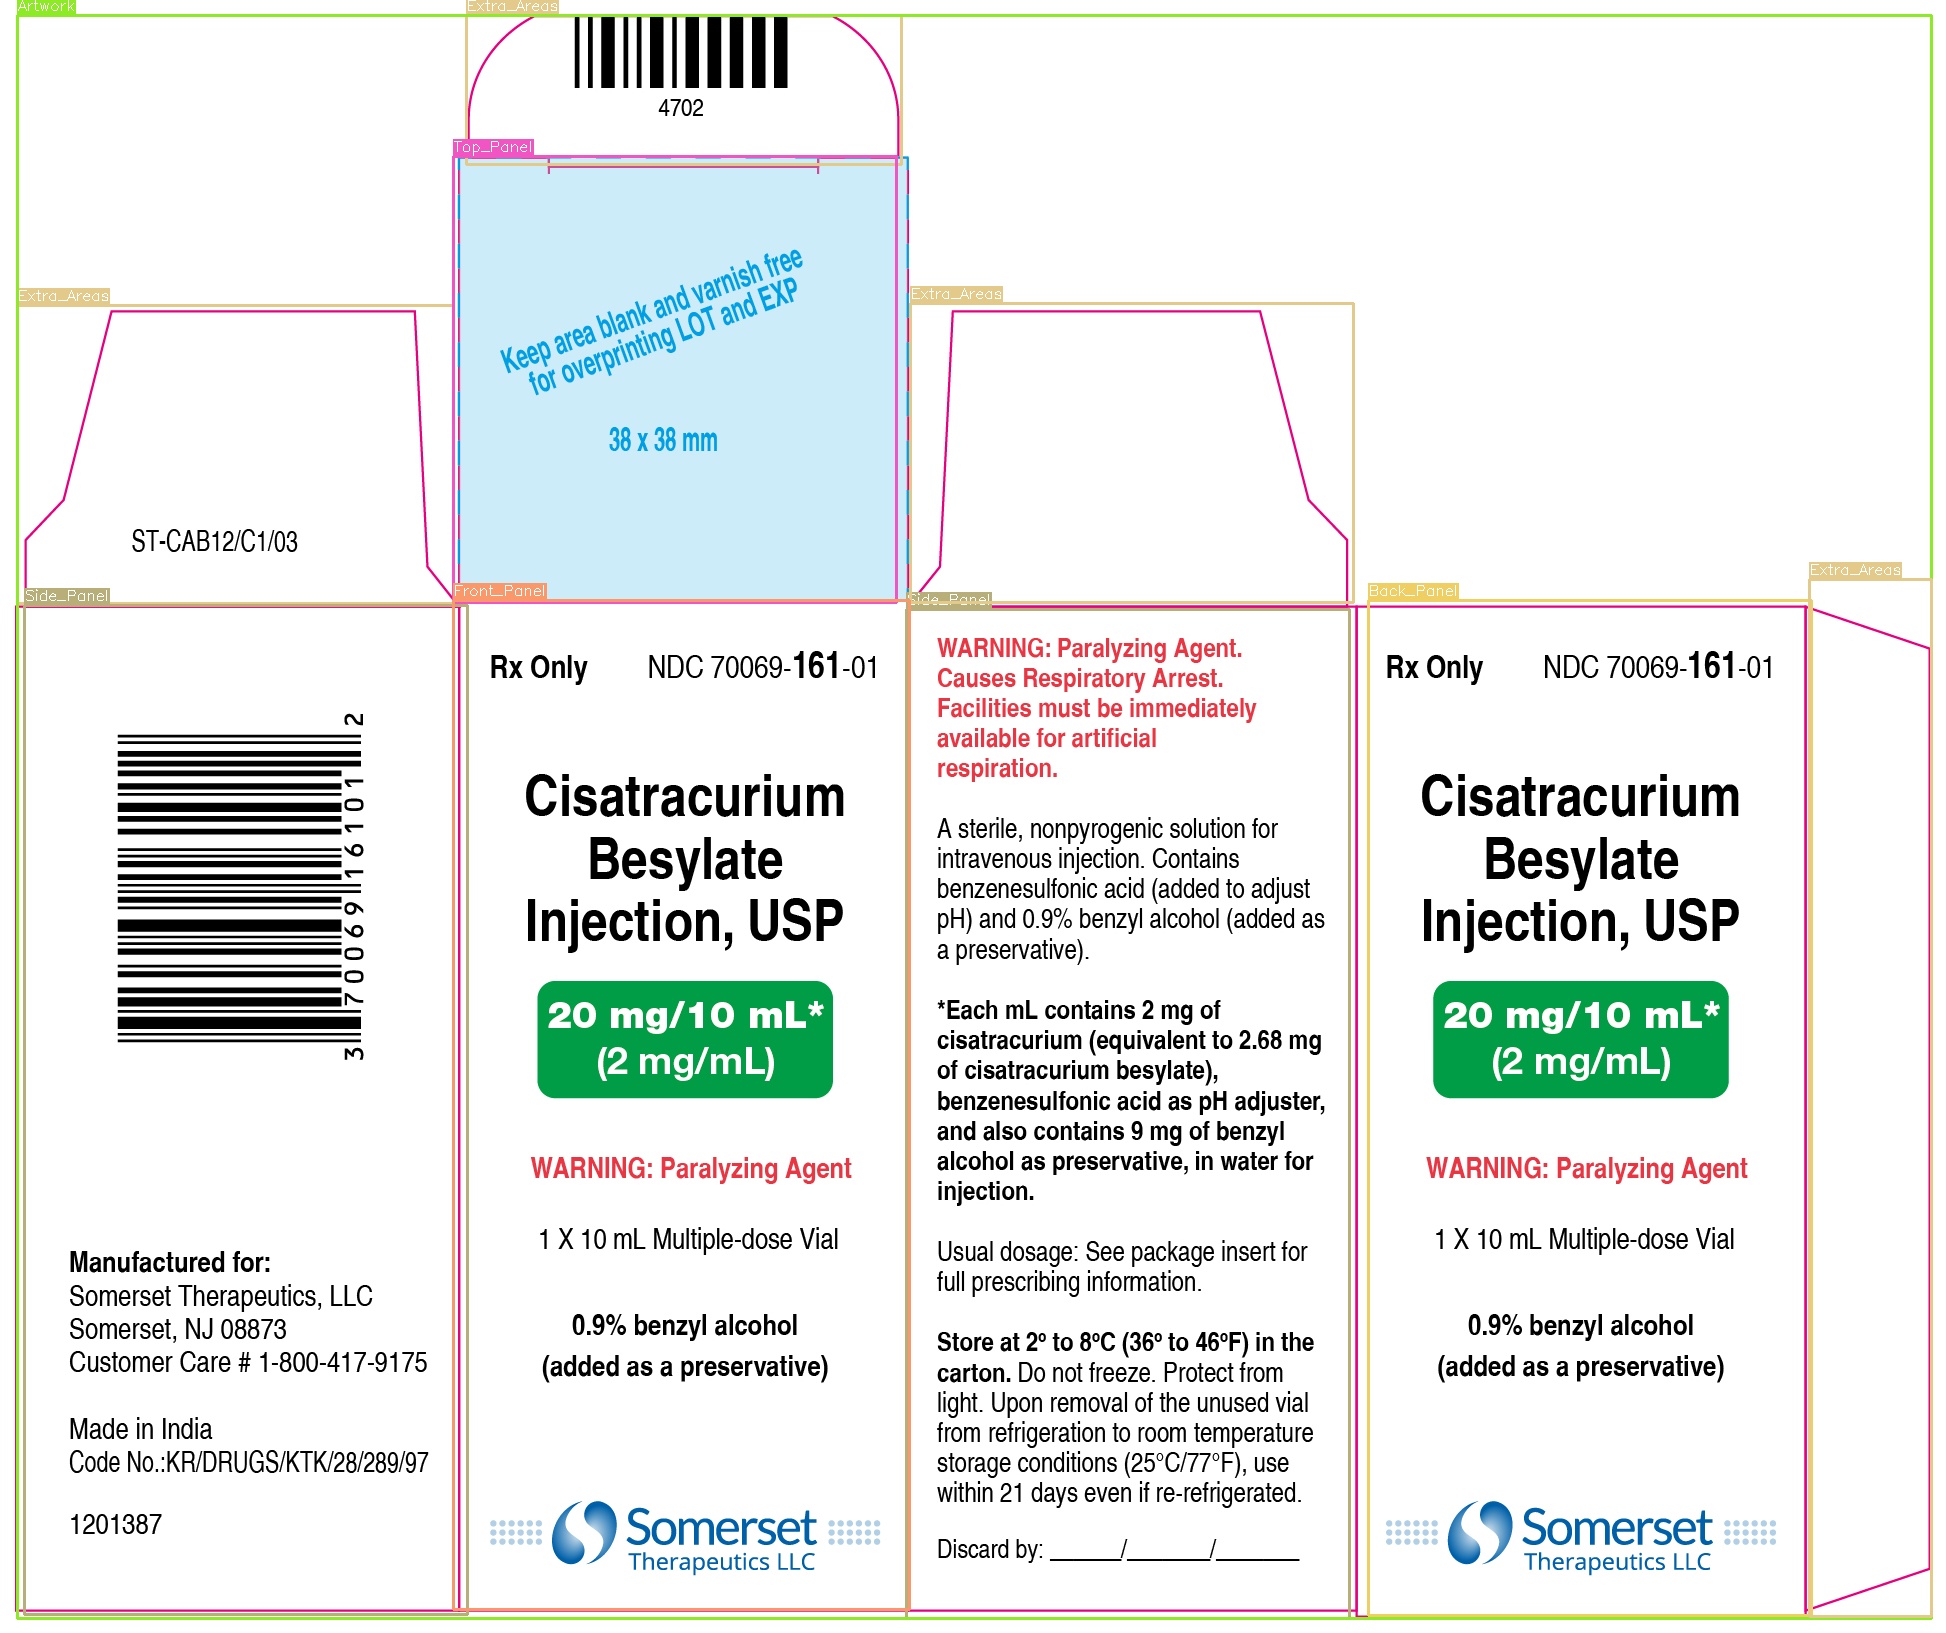 Artwork
Extra_Areas
4702
Top_Panel
Keep area blank and varnish free
for overprinting LOT and EXP
38 x 38 mm
Extra_Areas
ST-CAB12/C1/03
Extra_Areas
Extra_Areas
Side_Panel
3 70069 16101 2
Manufactured for:
Somerset Therapeutics, LLC
Somerset, NJ 08873
Customer Care # 1-800-417-9175
Made in India
Code No.:KR/DRUGS/KTK/28/289/97
1201387
Front_Panel
Rx Only NDC 70069-161-01
Cisatracurium
Besylate
Injection, USP
20 mg/10 mL*
(2 mg/mL)
WARNING: Paralyzing Agent
1 X 10 mL Multiple-dose Vial
0.9% benzyl alcohol
(added as a preservative)
Somerset
Therapeutics LLC
Side_Panel
WARNING: Paralyzing Agent.
Causes Respiratory Arrest.
Facilities must be immediately
available for artificial
respiration.
A sterile, nonpyrogenic solution for
intravenous injection. Contains
benzenesulfonic acid (added to adjust
pH) and 0.9% benzyl alcohol (added as
a preservative).
*Each mL contains 2 mg of
cisatracurium (equivalent to 2.68 mg
of cisatracurium besylate),
benzenesulfonic acid as pH adjuster,
and also contains 9 mg of benzyl
alcohol as preservative, in water for
injection.
Usual dosage: See package insert for
full prescribing information.
Store at 2º to 8ºC (36º to 46ºF) in the
carton. Do not freeze. Protect from
light. Upon removal of the unused vial
from refrigeration to room temperature
storage conditions (25°C/77°F), use
within 21 days even if re-refrigerated.
Discard by: ______/_______/_______
Back_Panel
Rx Only NDC 70069-161-01
Cisatracurium
Besylate
Injection, USP
20 mg/10 mL*
(2 mg/mL)
WARNING: Paralyzing Agent
1 X 10 mL Multiple-dose Vial
0.9% benzyl alcohol
(added as a preservative)
Somerset
Therapeutics LLC